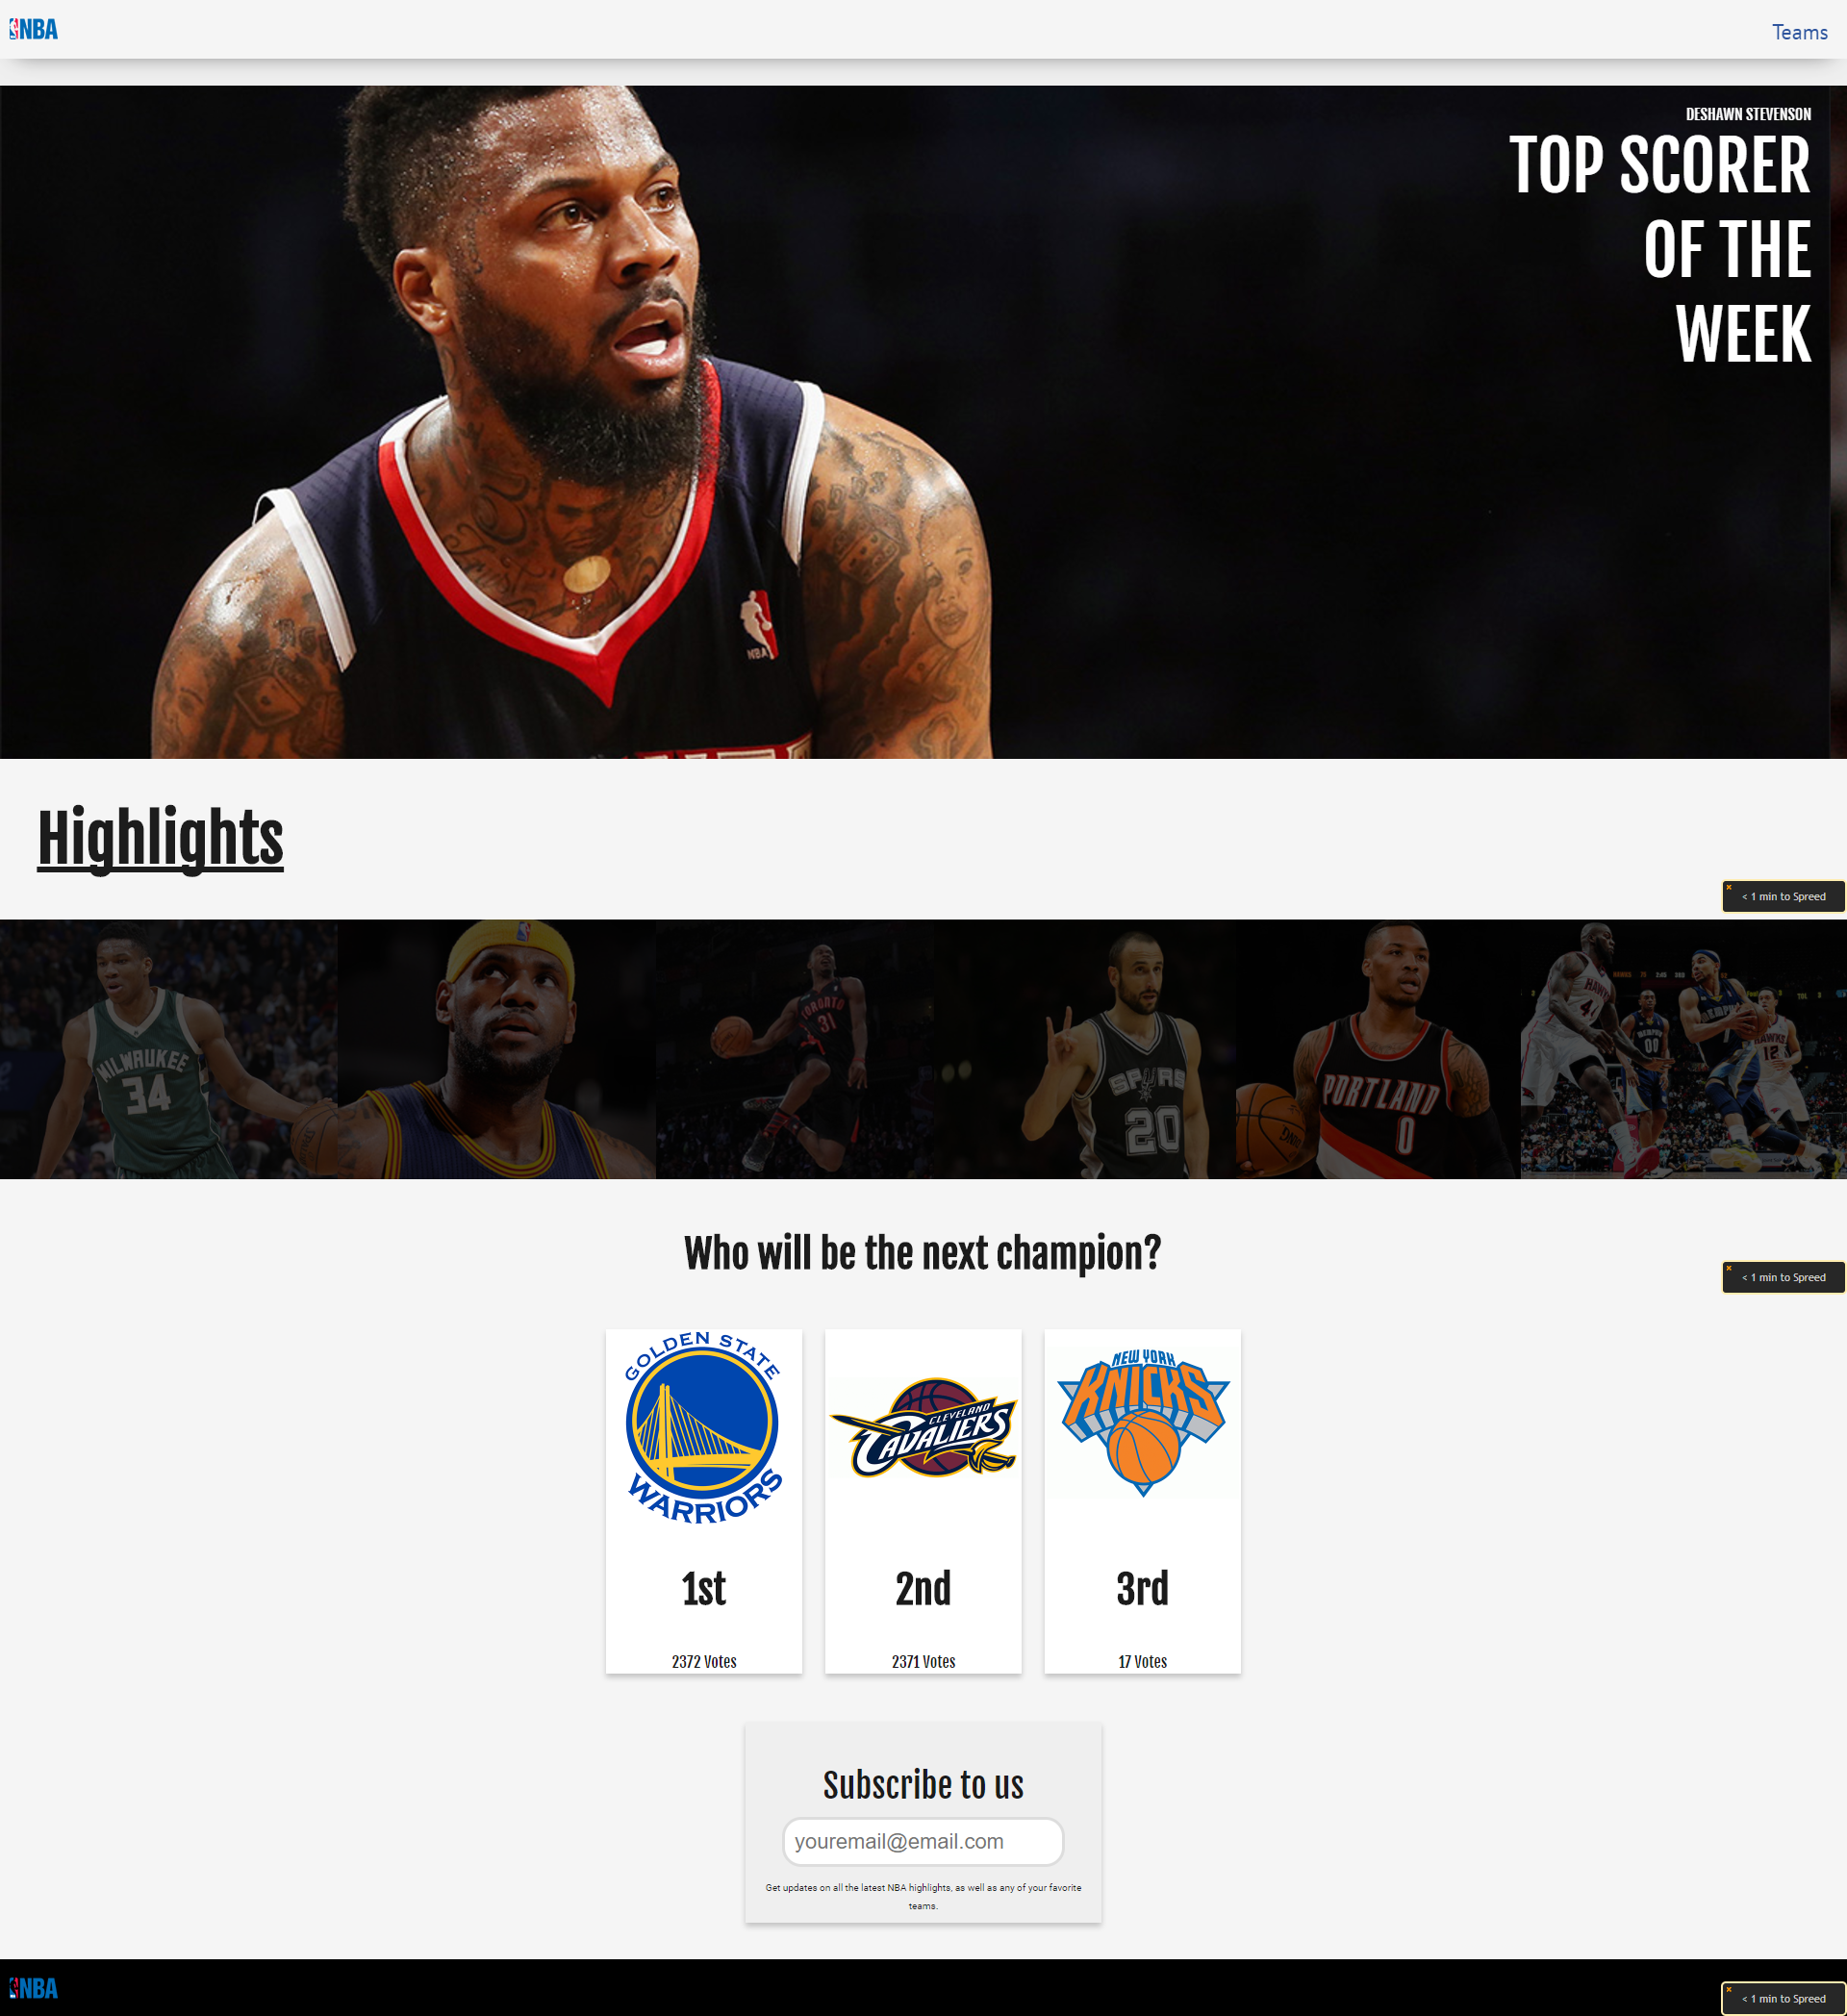 NBA
Teams
DESHAWN STEVENSON
TOP SCORER
OF THE
WEEK
NBA
Highlights
× < 1 min to Spreed
MILWAUKEE
34
TORONTO
31
SPURS
20
PORTLAND
0
HAWKS
4
00
MEMPHIS
HAWKS
12
Who will be the next champion?
× < 1 min to Spreed
GOLDEN STATE
WARRIORS
CLEVELAND
CAVALIERS
NEW YORK
KNICKS
1st
2nd
3rd
2372 Votes
2371 Votes
17 Votes
Subscribe to us
youremail@email.com
Get updates on all the latest NBA highlights, as well as any of your favorite
teams.
NBA
× < 1 min to Spreed